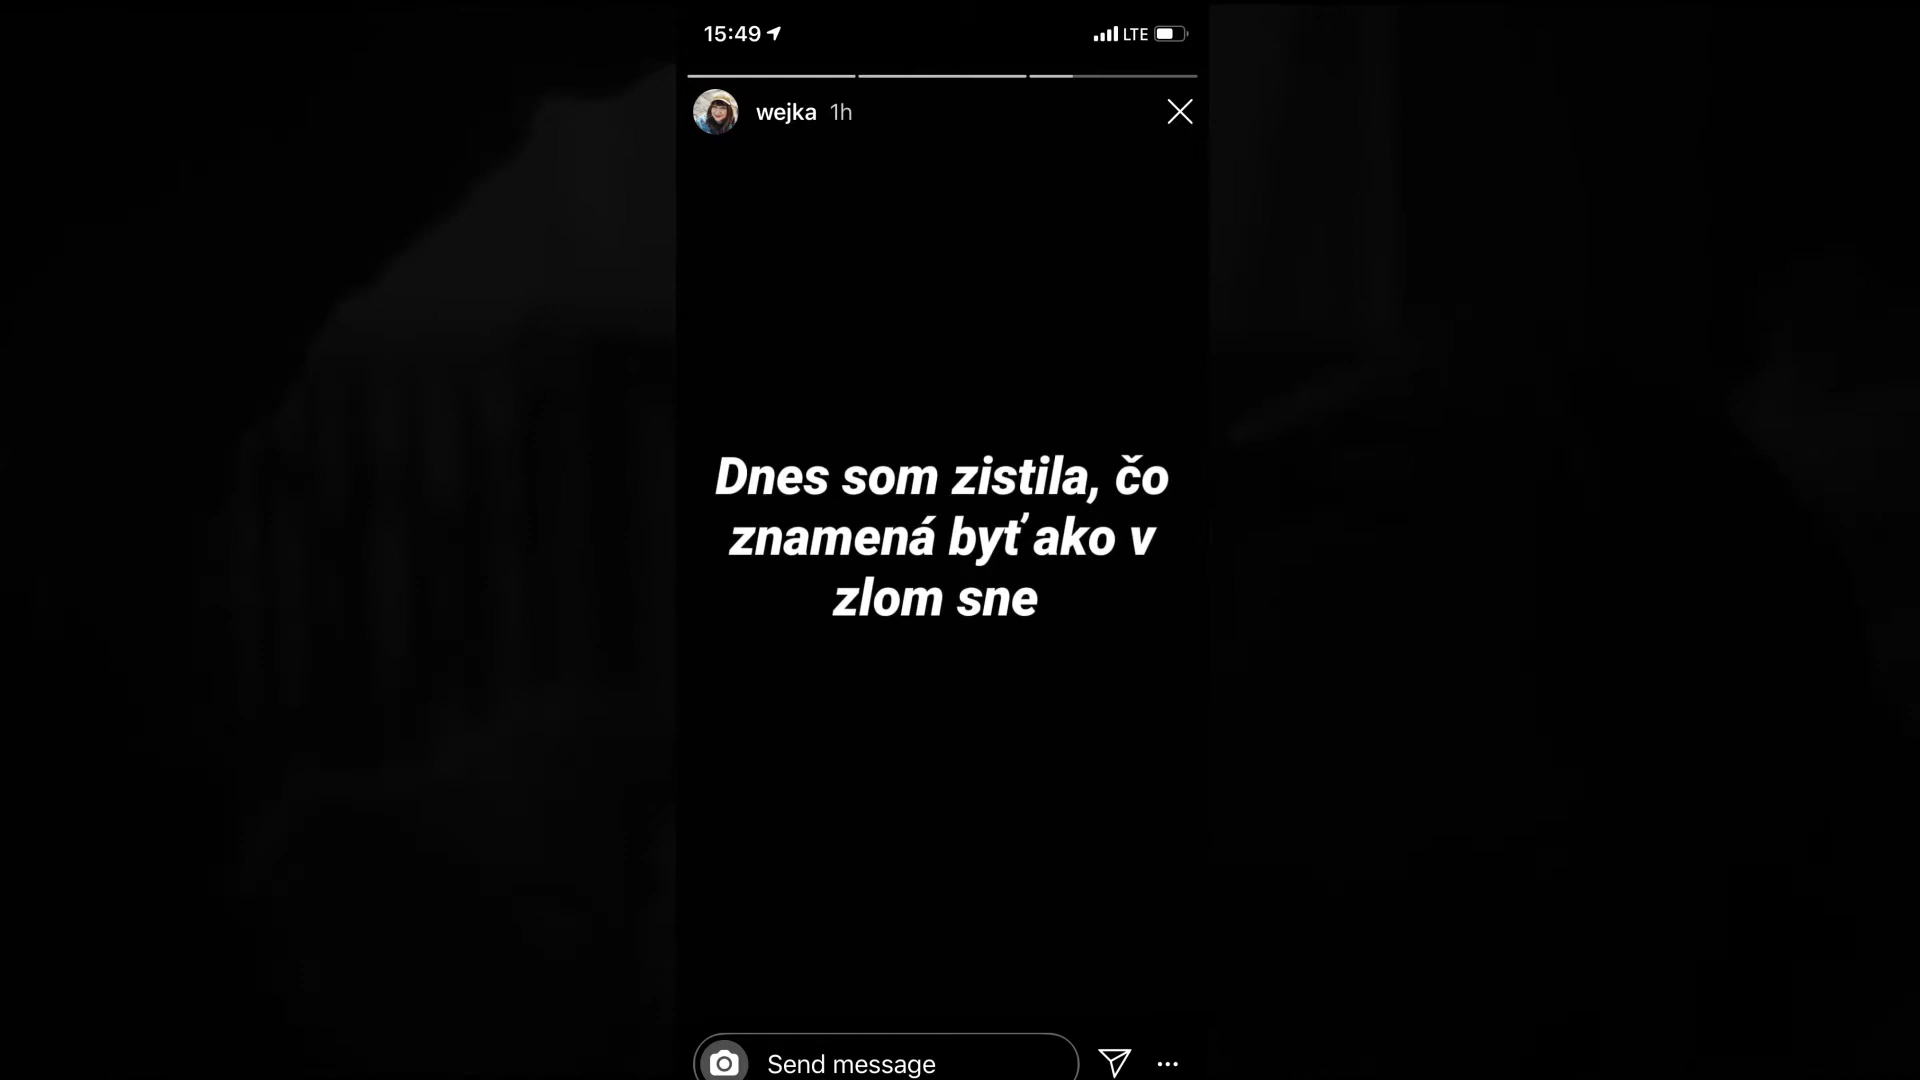 15:49 LTE
wejka 1h
Dnes som zistila, čo
znamená byť ako v
zlom sne
Send message